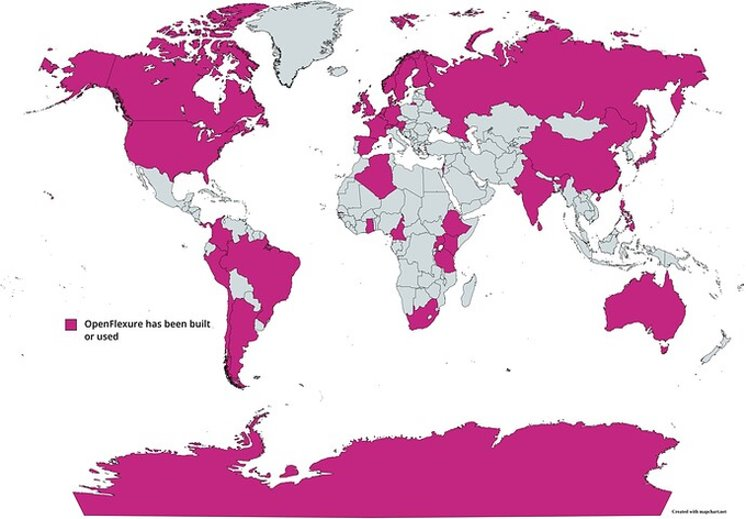 OpenFlexure has been built
or used
Created with mapchart.net